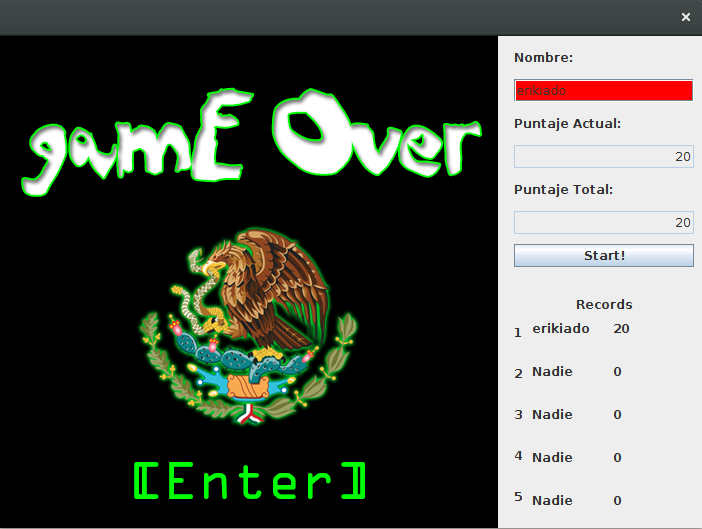 gamE Over
[Enter]
Nombre:
erikiado
Puntaje Actual:
20
Puntaje Total:
20
Start!
Records
1 erikiado 20
2 Nadie 0
3 Nadie 0
4 Nadie 0
5 Nadie 0